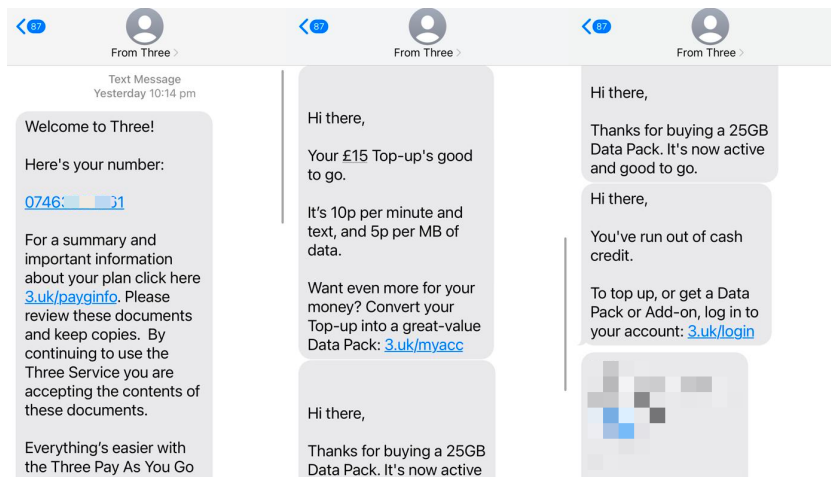 87
From Three
Text Message
Yesterday 10:14 pm
Welcome to Three!
Here's your number:
For a summary and
important information
about your plan click here
3.uk/payginfo. Please
review these documents
and keep copies. By
continuing to use the
Three Service you are
accepting the contents of
these documents.
Everything's easier with
the Three Pay As You Go
87
From Three
Hi there,
Your £15 Top-up's good
to go.
It's 10p per minute and
text, and 5p per MB of
data.
Want even more for your
money? Convert your
Top-up into a great-value
Data Pack: 3.uk/myacc
Hi there,
Thanks for buying a 25GB
Data Pack. It's now active
87
From Three
Hi there,
Thanks for buying a 25GB
Data Pack. It's now active
and good to go.
Hi there,
You've run out of cash
credit.
To top up, or get a Data
Pack or Add-on, log in to
your account: 3.uk/login